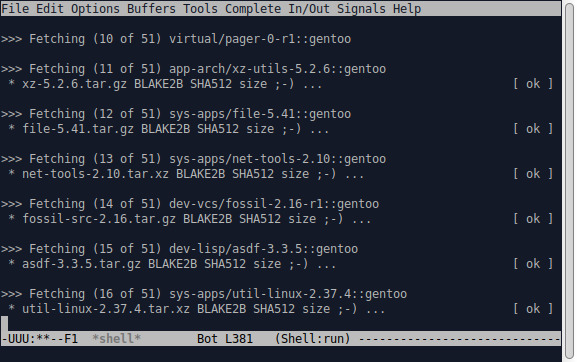 File Edit Options Buffers Tools Complete In/Out Signals Help
>>> Fetching (10 of 51) virtual/pager-0-r1::gentoo
>>> Fetching (11 of 51) app-arch/xz-utils-5.2.6::gentoo
* xz-5.2.6.tar.gz BLAKE2B SHA512 size ;-) ... [ ok ]
>>> Fetching (12 of 51) sys-apps/file-5.41::gentoo
* file-5.41.tar.gz BLAKE2B SHA512 size ;-) ... [ ok ]
>>> Fetching (13 of 51) sys-apps/net-tools-2.10::gentoo
* net-tools-2.10.tar.xz BLAKE2B SHA512 size ;-) ... [ ok ]
>>> Fetching (14 of 51) dev-vcs/fossil-2.16-r1::gentoo
* fossil-src-2.16.tar.gz BLAKE2B SHA512 size ;-) ... [ ok ]
>>> Fetching (15 of 51) dev-lisp/asdf-3.3.5::gentoo
* asdf-3.3.5.tar.gz BLAKE2B SHA512 size ;-) ... [ ok ]
>>> Fetching (16 of 51) sys-apps/util-linux-2.37.4::gentoo
* util-linux-2.37.4.tar.xz BLAKE2B SHA512 size ;-) ... [ ok ]
-UUU:**--F1 *shell* Bot L381 (Shell:run) -----------------------------